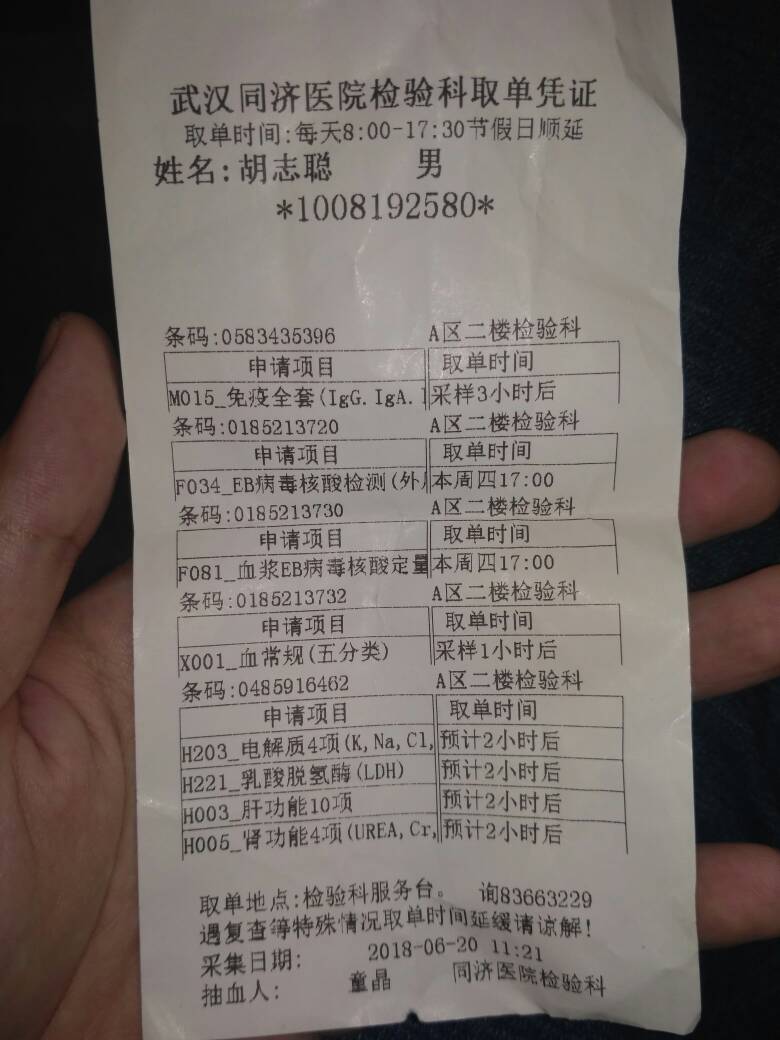 武汉同济医院检验科取单凭证
取单时间:每天8:00-17:30节假日顺延
姓名:胡志聪 男
*1008192580*
条码:0583435396 A区二楼检验科
申请项目 取单时间
M015_免疫全套(IgG.IgA. 采样3小时后
条码:0185213720 A区二楼检验科
申请项目 取单时间
F034_EB病毒核酸检测(外 本周四17:00
条码:0185213730 A区二楼检验科
申请项目 取单时间
F081_血浆EB病毒核酸定量 本周四17:00
条码:0185213732 A区二楼检验科
申请项目 取单时间
X001_血常规(五分类) 采样1小时后
条码:0485916462 A区二楼检验科
申请项目 取单时间
H203_电解质4项(K,Na,Cl, 预计2小时后
H221_乳酸脱氢酶(LDH) 预计2小时后
H003_肝功能10项 预计2小时后
H005_肾功能4项(UREA,Cr, 预计2小时后
取单地点:检验科服务台。 询83663229
遇复查等特殊情况取单时间延缓请谅解!
采集日期: 2018-06-20 11:21
抽血人: 童晶 同济医院检验科